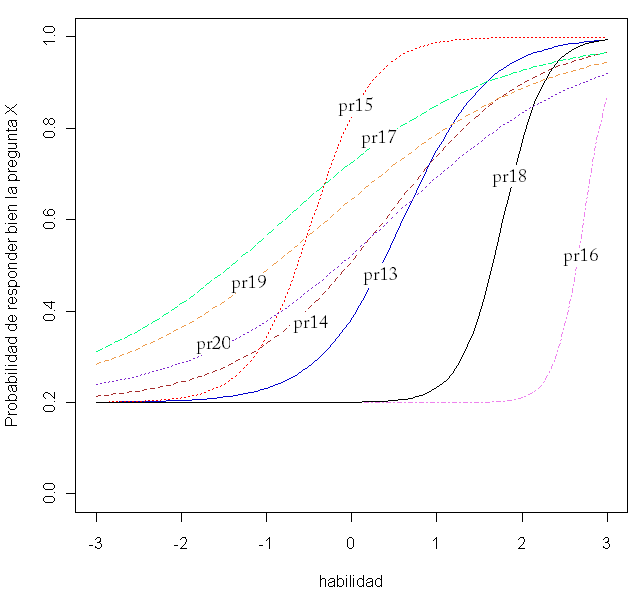 Probabilidad de responder bien la pregunta X
1.0
0.8
0.6
0.4
0.2
0.0
pr15
pr17
pr18
pr16
pr13
pr19
pr14
pr20
-3 -2 -1 0 1 2 3
habilidad